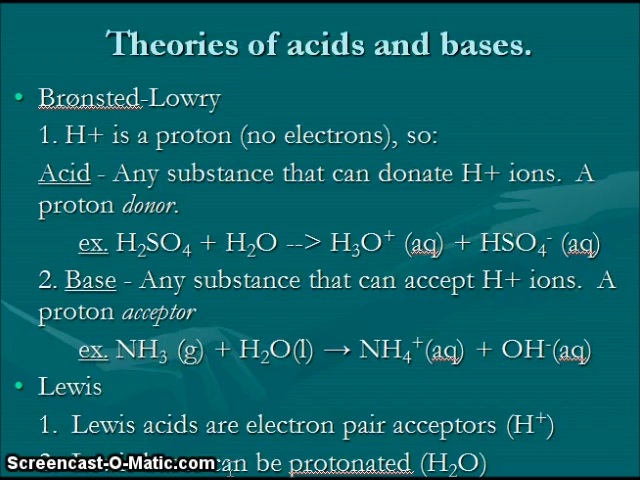 Theories of acids and bases.
• Brønsted-Lowry
1. H+ is a proton (no electrons), so:
Acid - Any substance that can donate H+ ions. A
proton donor.
ex. H₂SO₄ + H₂O --> H₃O⁺ (aq) + HSO₄⁻ (aq)
2. Base - Any substance that can accept H+ ions. A
proton acceptor
ex. NH₃ (g) + H₂O(l) → NH₄⁺(aq) + OH⁻(aq)
• Lewis
1. Lewis acids are electron pair acceptors (H⁺)
can be protonated (H₂O)
Screencast-O-Matic.com